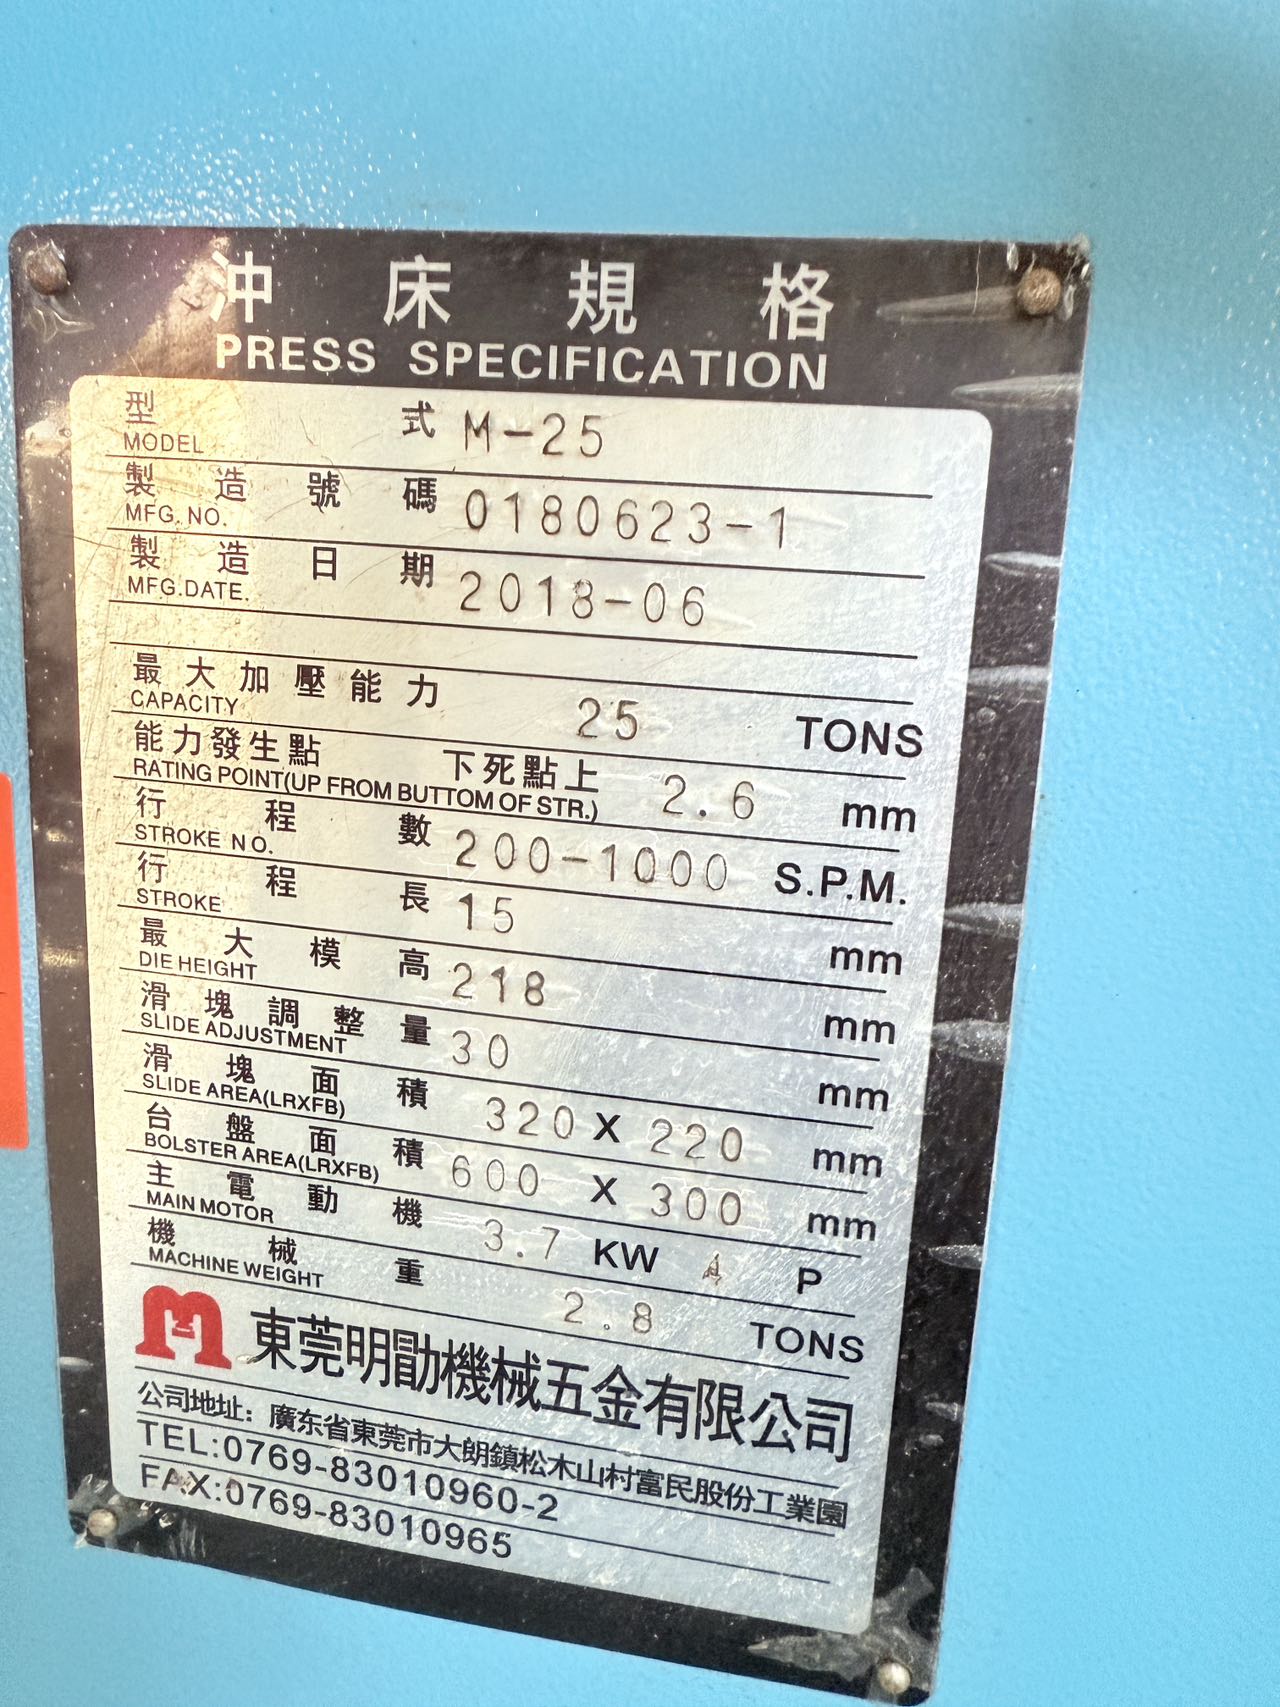 沖床規格
PRESS SPECIFICATION
型式 M-25
MODEL
製造號碼 0180623-1
MFG. NO.
製造日期 2018-06
MFG.DATE.
最大加壓能力 25 TONS
CAPACITY
能力發生點 下死點上 2.6 mm
RATING POINT(UP FROM BUTTOM OF STR.)
行程數 200-1000 S.P.M.
STROKE NO.
行程長 15 mm
STROKE
最大模高 218 mm
DIE HEIGHT
滑塊調整量 30 mm
SLIDE ADJUSTMENT
滑塊面積 320 X 220 mm
SLIDE AREA(LRXFB)
台盤面積 600 X 300 mm
BOLSTER AREA(LRXFB)
主電動機 3.7 KW 4 P
MAIN MOTOR
機械重 2.8 TONS
MACHINE WEIGHT
東莞明勖機械五金有限公司
公司地址：廣东省東莞市大朗鎮松木山村富民股份工業園
TEL:0769-83010960-2
FAX:0769-83010965